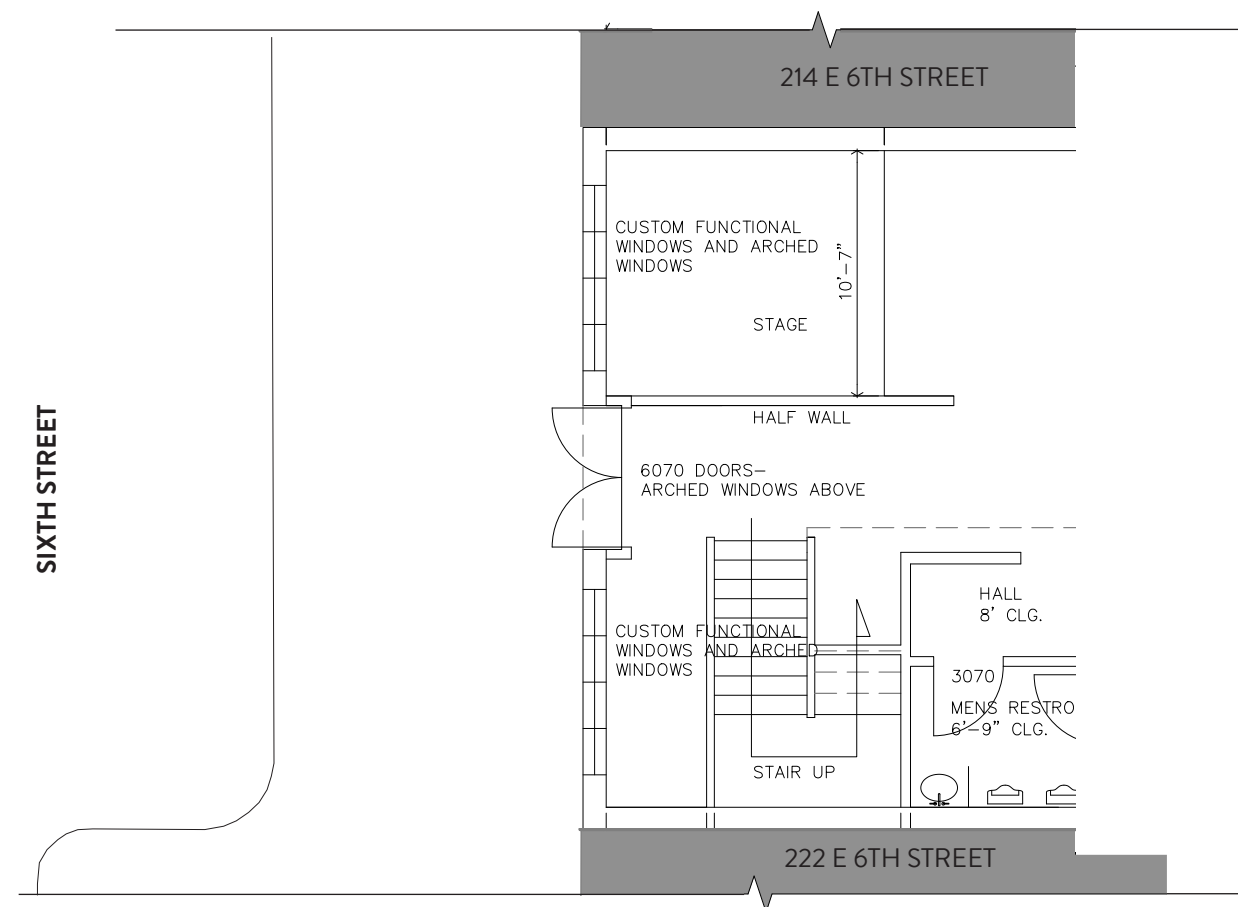 214 E 6TH STREET
CUSTOM FUNCTIONAL
WINDOWS AND ARCHED
WINDOWS
10'-7"
STAGE
HALF WALL
SIXTH STREET
6070 DOORS-
ARCHED WINDOWS ABOVE
HALL
8' CLG.
CUSTOM FUNCTIONAL
WINDOWS AND ARCHED
WINDOWS
3070
MENS RESTRO
6'-9" CLG.
STAIR UP
222 E 6TH STREET